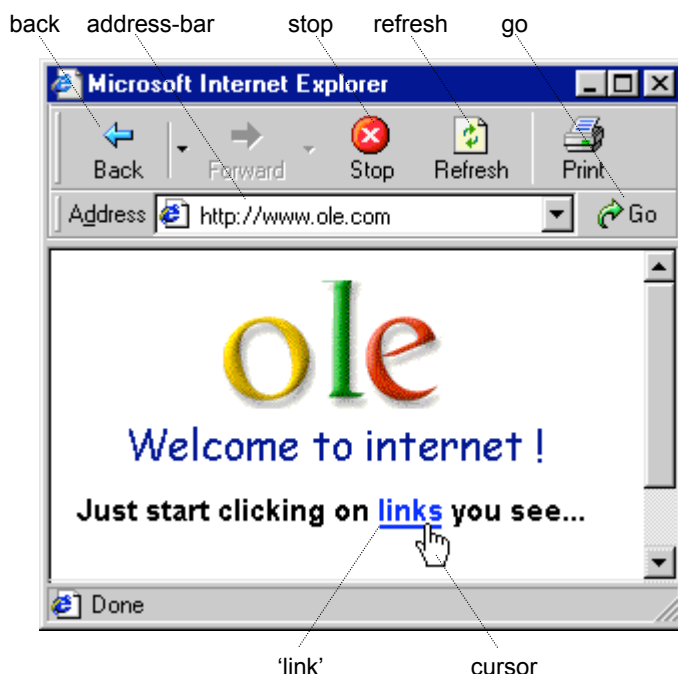 back address-bar stop refresh go
Microsoft Internet Explorer
Back Forward Stop Refresh Print
Address http://www.ole.com Go
ole
Welcome to internet !
Just start clicking on links you see...
Done
‘link’ cursor